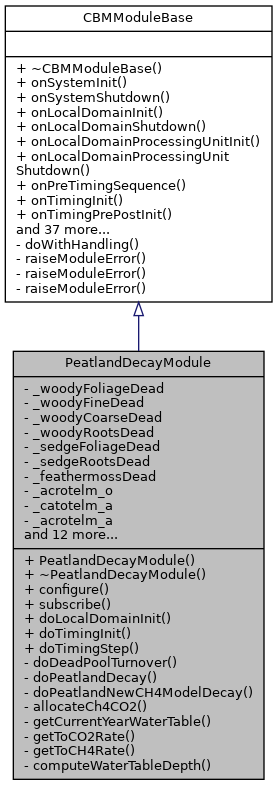 CBMModuleBase
+ ~CBMModuleBase()
+ onSystemInit()
+ onSystemShutdown()
+ onLocalDomainInit()
+ onLocalDomainShutdown()
+ onLocalDomainProcessingUnitInit()
+ onLocalDomainProcessingUnit
Shutdown()
+ onPreTimingSequence()
+ onTimingInit()
+ onTimingPrePostInit()
and 37 more...
- doWithHandling()
- raiseModuleError()
- raiseModuleError()
- raiseModuleError()
PeatlandDecayModule
- _woodyFoliageDead
- _woodyFineDead
- _woodyCoarseDead
- _woodyRootsDead
- _sedgeFoliageDead
- _sedgeRootsDead
- _feathermossDead
- _acrotelm_o
- _catotelm_a
- _acrotelm_a
and 12 more...
+ PeatlandDecayModule()
+ ~PeatlandDecayModule()
+ configure()
+ subscribe()
+ doLocalDomainInit()
+ doTimingInit()
+ doTimingStep()
- doDeadPoolTurnover()
- doPeatlandDecay()
- doPeatlandNewCH4ModelDecay()
- allocateCh4CO2()
- getCurrentYearWaterTable()
- getToCO2Rate()
- getToCH4Rate()
- computeWaterTableDepth()